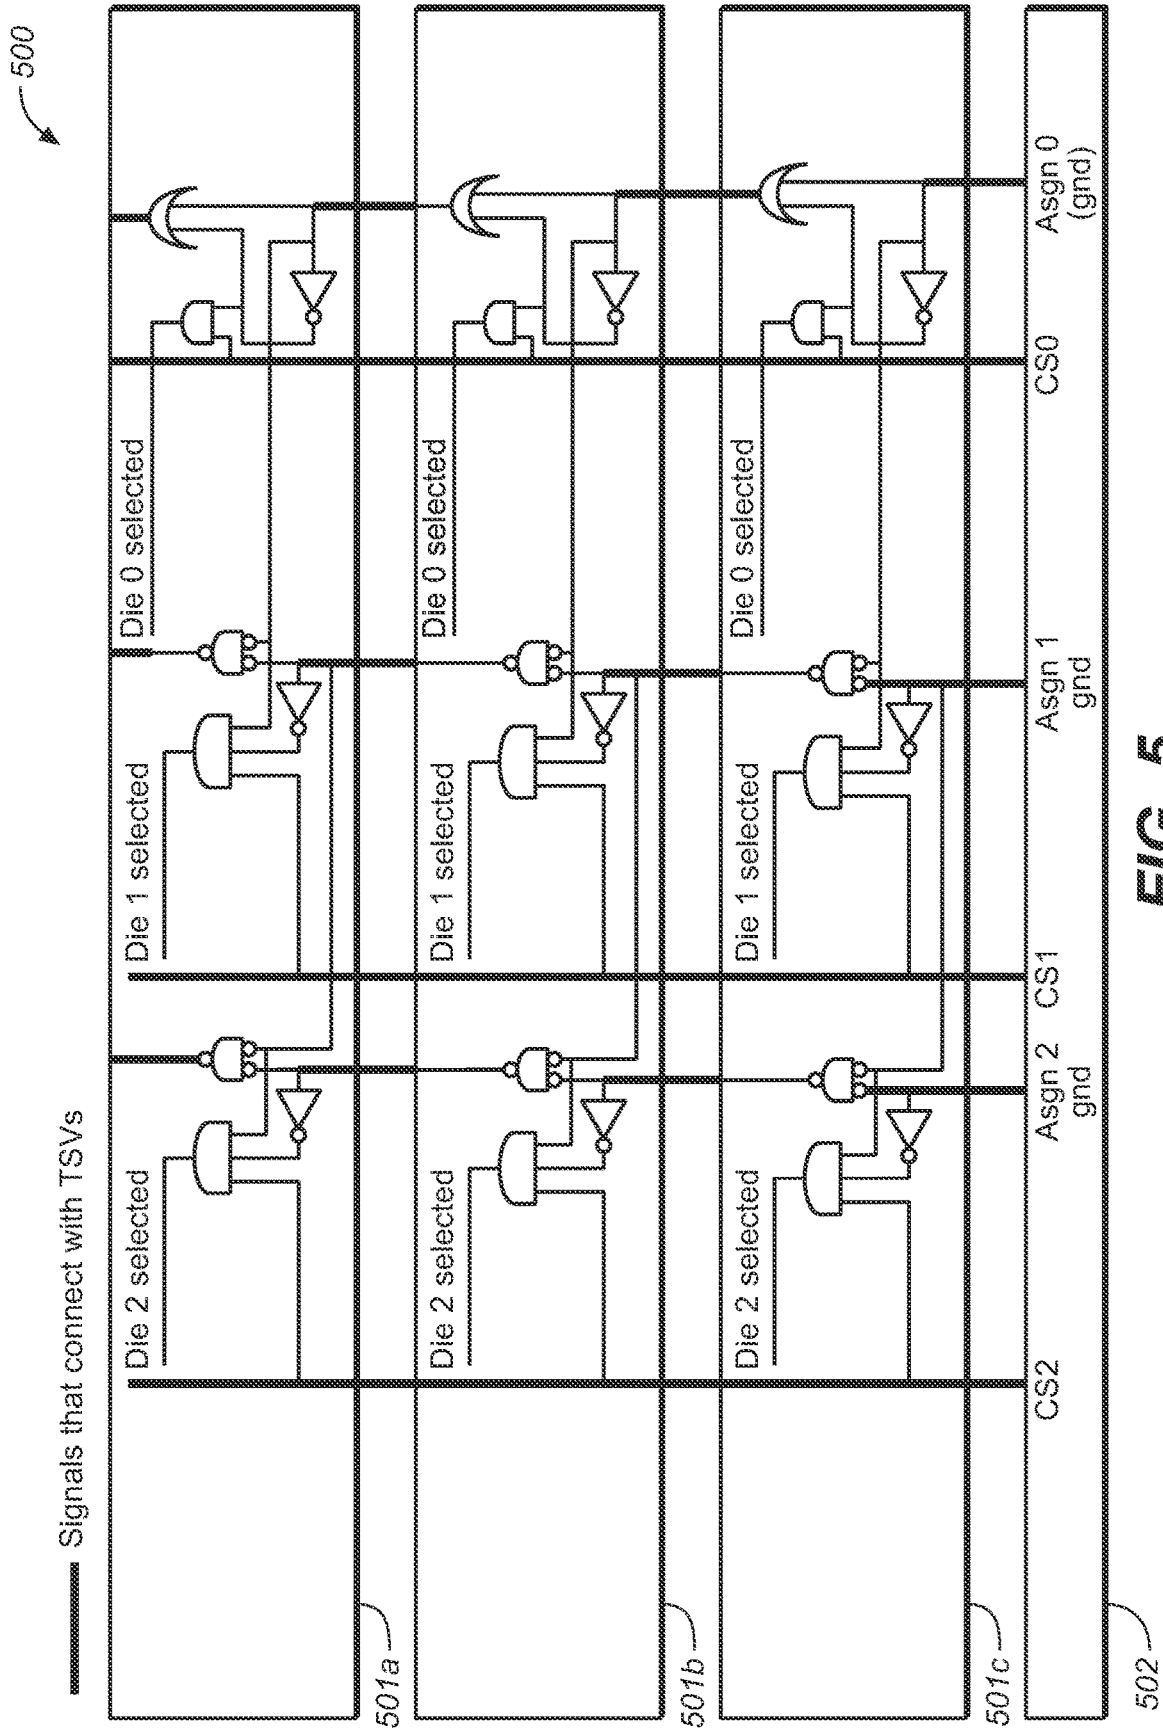 500
Signals that connect with TSVs
Die 2 selected
Die 1 selected
Die 0 selected
501a
Die 2 selected
Die 1 selected
Die 0 selected
501b
Die 2 selected
Die 1 selected
Die 0 selected
501c
CS2
Asgn 2
gnd
CS1
Asgn 1
gnd
CS0
Asgn 0
(gnd)
502
FIG._5